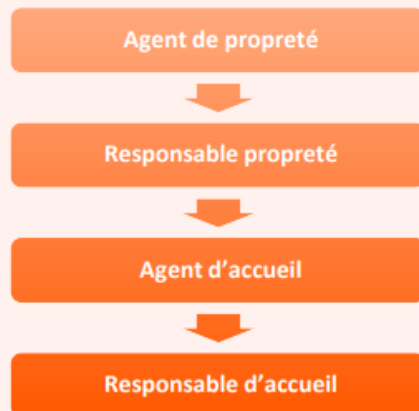 Agent de propreté
Responsable propreté
Agent d’accueil
Responsable d’accueil